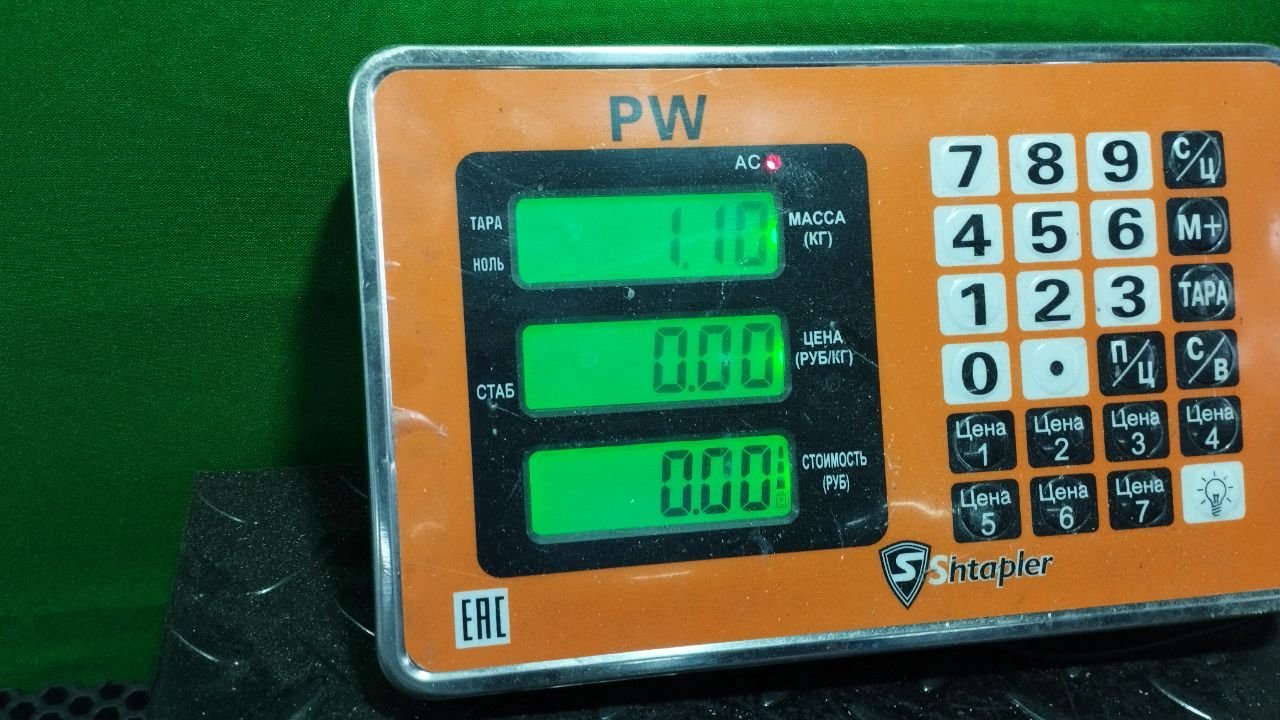 PW
AC
ТАРА
НОЛЬ
1.10
МАССА
(КГ)
0.00
ЦЕНА
(РУБ/КГ)
СТАБ
0.00
СТОИМОСТЬ
(РУБ)
7 8 9 С/Ц
4 5 6 М+
1 2 3 ТАРА
0 . П/Ц С/В
Цена 1 Цена 2 Цена 3 Цена 4
Цена 5 Цена 6 Цена 7
S Shtapler
EAC